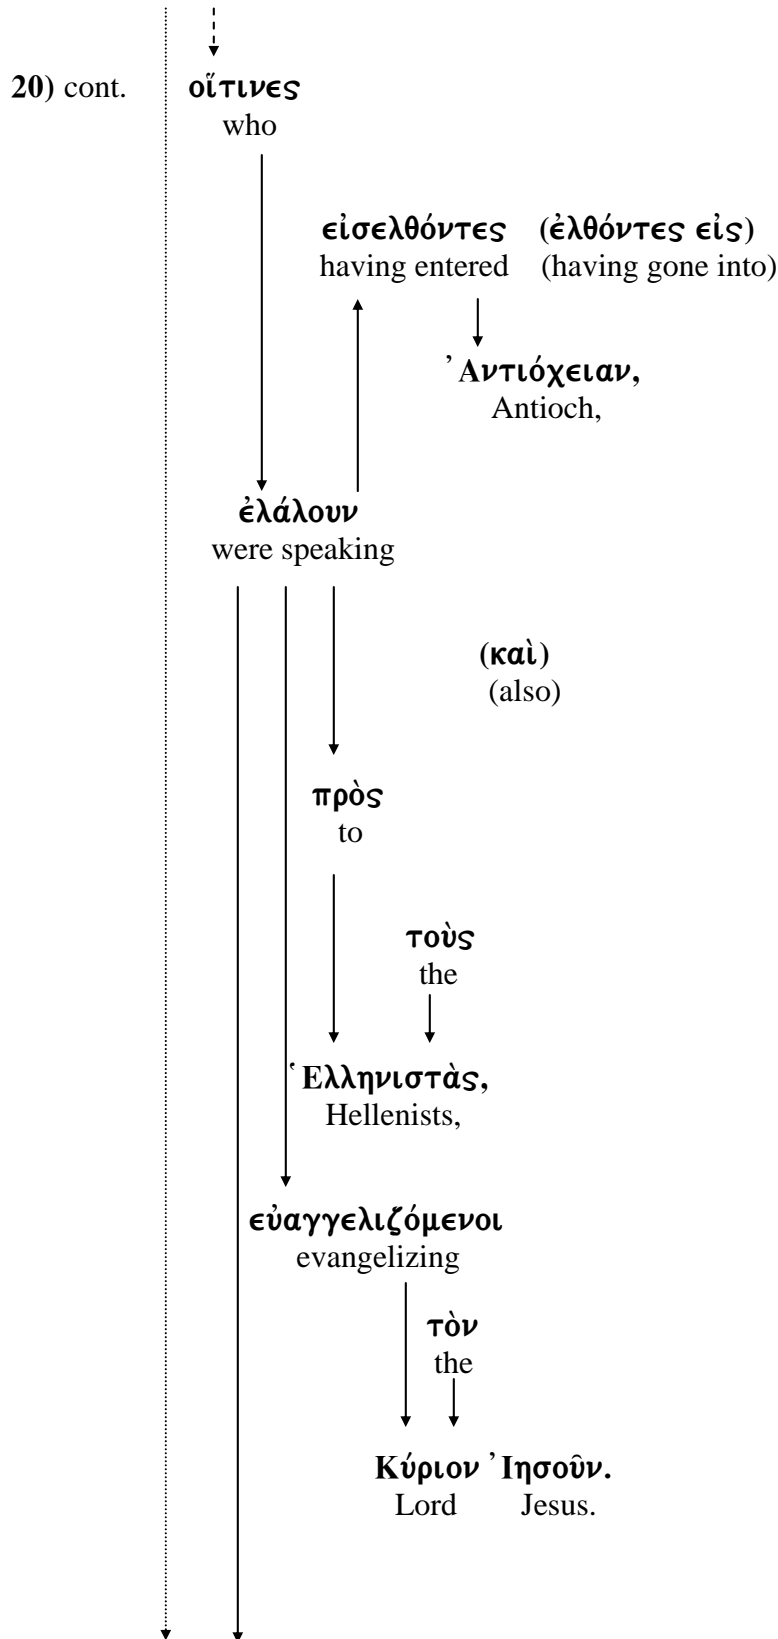 20) cont. οἵτινες
who
εἰσελθόντες (ἐλθόντες εἰς)
having entered (having gone into)
Ἀντιόχειαν,
Antioch,
ἐλάλουν
were speaking
(καὶ)
(also)
πρὸς
to
τοὺς
the
Ἑλληνιστὰς,
Hellenists,
εὐαγγελιζόμενοι
evangelizing
τὸν
the
Κύριον Ἰησοῦν.
Lord Jesus.